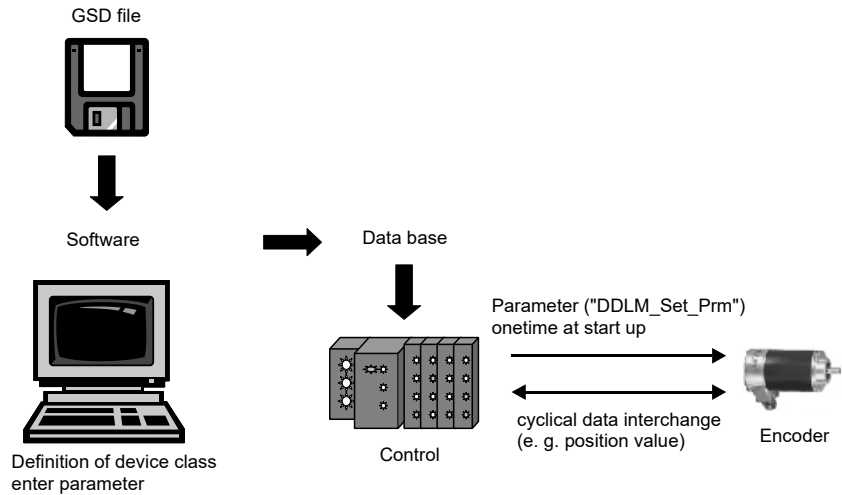 GSD file
Software
Data base
Definition of device class
enter parameter
Control
Parameter ("DDLM_Set_Prm")
onetime at start up
cyclical data interchange
(e. g. position value)
Encoder